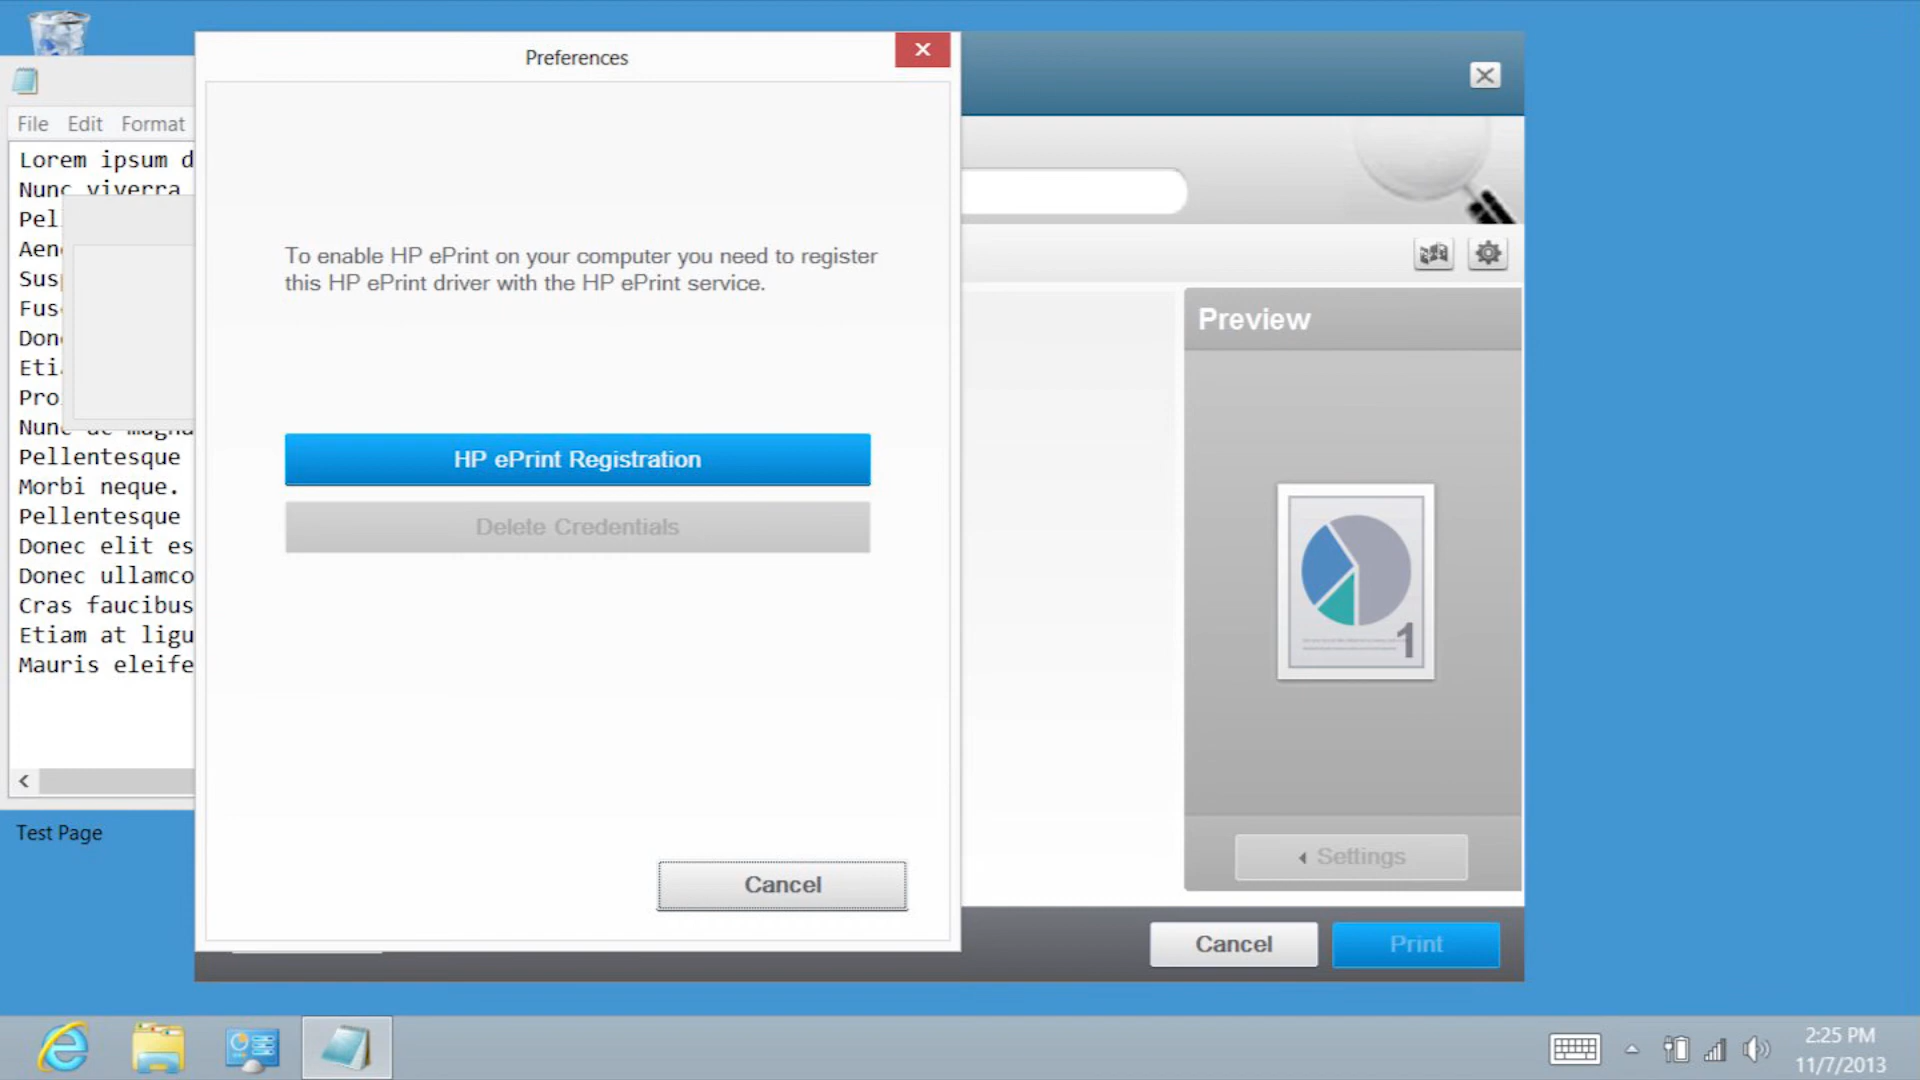 Preferences
File Edit Format
Lorem ipsum d
Nunc viverra
Pel
Aen
Sus
Fus
Don
Eti
Pro
Nunc ac magna
Pellentesque
Morbi neque.
Pellentesque
Donec elit es
Donec ullamco
Cras faucibus
Etiam at ligu
Mauris eleife
Test Page
To enable HP ePrint on your computer you need to register
this HP ePrint driver with the HP ePrint service.
HP ePrint Registration
Delete Credentials
Cancel
Preview
1
Settings
Cancel
Print
2:25 PM
11/7/2013